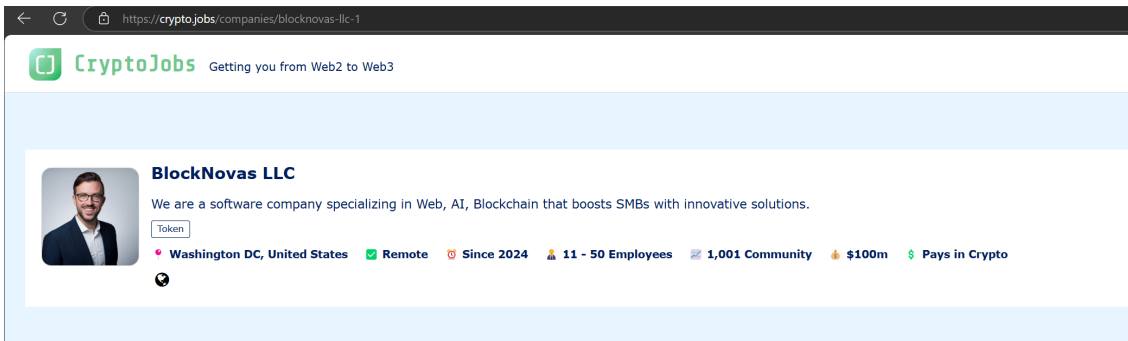 https://crypto.jobs/companies/blocknovas-llc-1
CryptoJobs Getting you from Web2 to Web3
BlockNovas LLC
We are a software company specializing in Web, AI, Blockchain that boosts SMBs with innovative solutions.
Token
Washington DC, United States Remote Since 2024 11 - 50 Employees 1,001 Community $100m $ Pays in Crypto